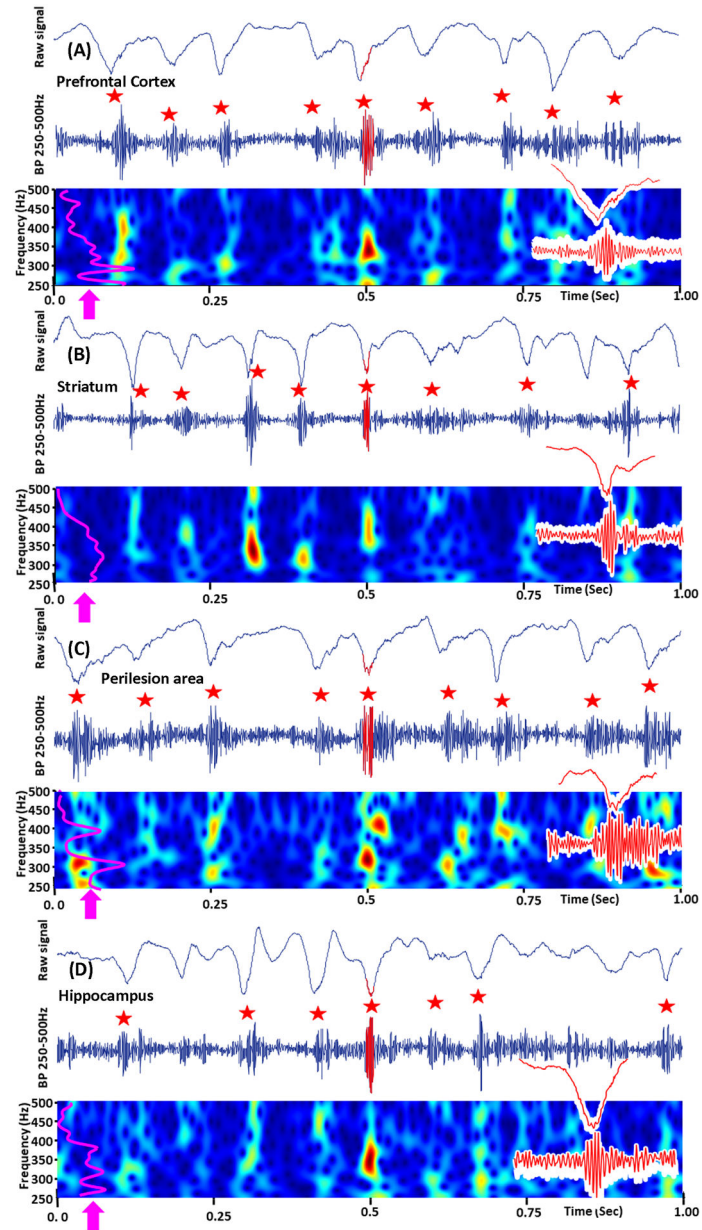 (A)
Raw signal
Prefrontal Cortex
BP 250-500Hz
Frequency (Hz)
500
450
400
350
300
250
0.0
0.25
0.5
Time (Sec)
1.00
(B)
Raw signal
Striatum
BP 250-500Hz
Frequency (Hz)
500
450
400
350
300
250
0.0
0.25
0.5
0.75
Time (Sec)
1.00
(C)
Raw signal
Perilesion area
BP 250-500Hz
Frequency (Hz)
500
450
400
350
300
250
0.0
0.25
0.5
0.75
Time (Sec)
1.00
(D)
Raw signal
Hippocampus
BP 250-500Hz
Frequency (Hz)
500
450
400
350
300
250
0. 0
0.25
0.5
0.75
Time (Sec)
1.00